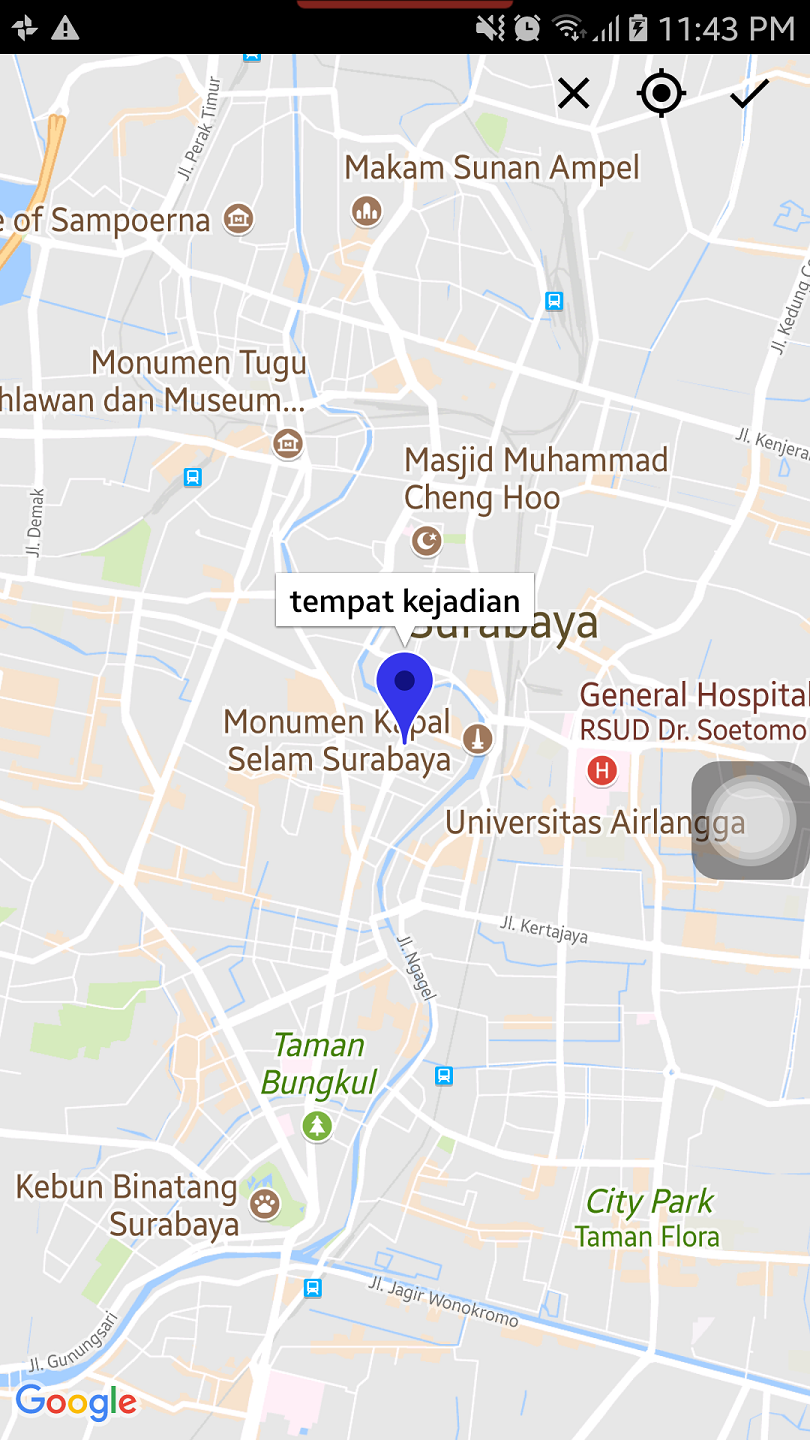 11:43 PM
Jl. Perak Timur
Makam Sunan Ampel
e of Sampoerna
Jl. Kedung C
Monumen Tugu
hlawan dan Museum...
Jl. Kenjera
Masjid Muhammad
Cheng Hoo
Jl. Demak
tempat kejadian
Surabaya
General Hospital
RSUD Dr. Soetomo
Monumen Kapal
Selam Surabaya
H
Universitas Airlangga
Jl. Kertajaya
Jl. Ngagel
Taman
Bungkul
Kebun Binatang
Surabaya
City Park
Taman Flora
Jl. Jagir Wonokromo
Jl. Gunungsari
Google